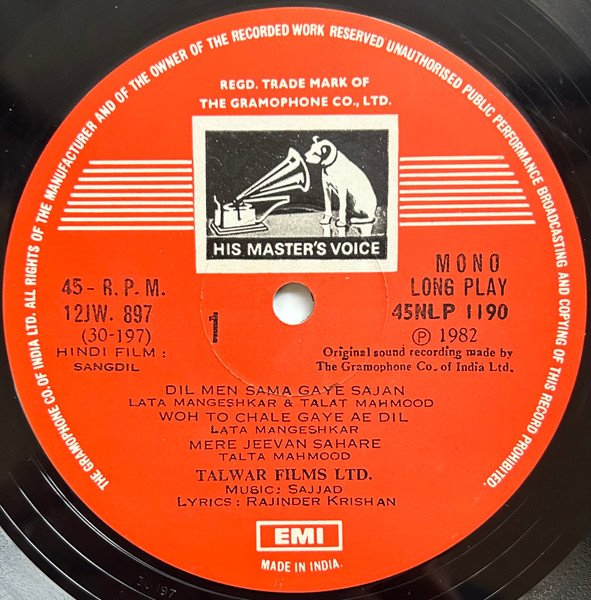 THE GRAMOPHONE CO. OF INDIA LTD. ALL RIGHTS OF THE MANUFACTURER AND OF THE OWNER OF THE RECORDED WORK RESERVED UNAUTHORISED PUBLIC PERFORMANCE BROADCASTING AND COPYING OF THIS RECORD PROHIBITED.
REGD. TRADE MARK OF
THE GRAMOPHONE CO., LTD.
HIS MASTER'S VOICE
45 - R. P. M.
12JW. 897
(30-197)
HINDI FILM :
SANGDIL
MONO
LONG PLAY
45NLP 1190
℗ 1982
Original sound recording made by
The Gramophone Co. of India Ltd.
1
DIL MEN SAMA GAYE SAJAN
LATA MANGESHKAR & TALAT MAHMOOD
WOH TO CHALE GAYE AE DIL
LATA MANGESHKAR
MERE JEEVAN SAHARE
TALTA MAHMOOD
TALWAR FILMS LTD.
MUSIC: SAJJAD
LYRICS: RAJINDER KRISHAN
EMI
MADE IN INDIA